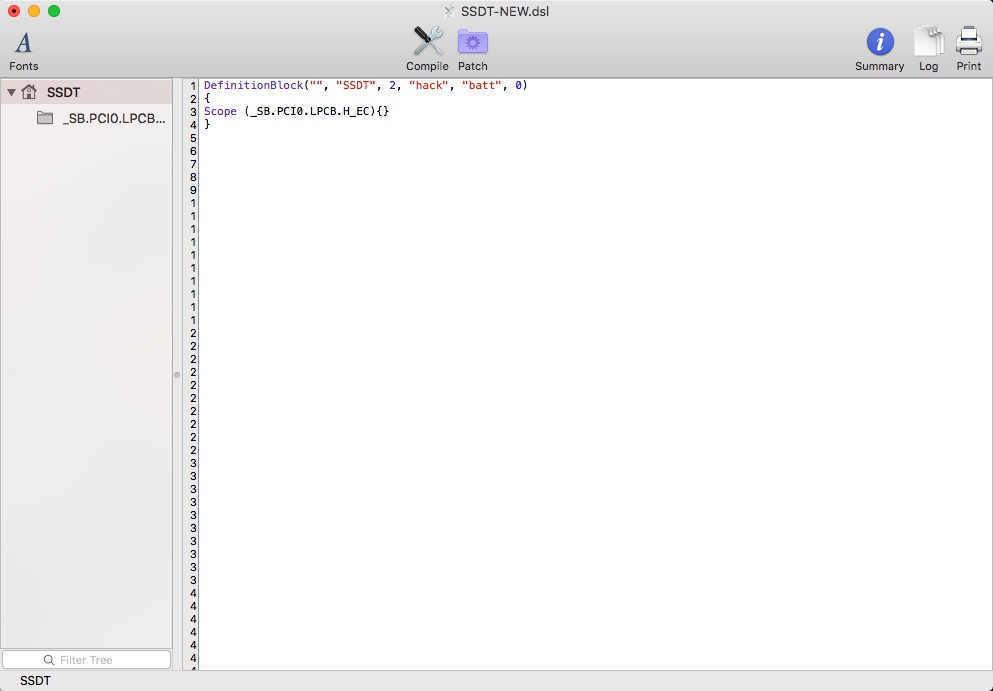 SSDT-NEW.dsl
A
Fonts
Compile
Patch
i
Summary
Log
Print
SSDT
_SB.PCI0.LPCB...
1 DefinitionBlock("", "SSDT", 2, "hack", "batt", 0)
2 {
3 Scope (_SB.PCI0.LPCB.H_EC){}
4 }
5
6
7
8
9
1
1
1
1
1
1
1
1
1
1
2
2
2
2
2
2
2
2
2
2
3
3
3
3
3
3
3
3
3
3
4
4
4
4
4
4
Filter Tree
SSDT